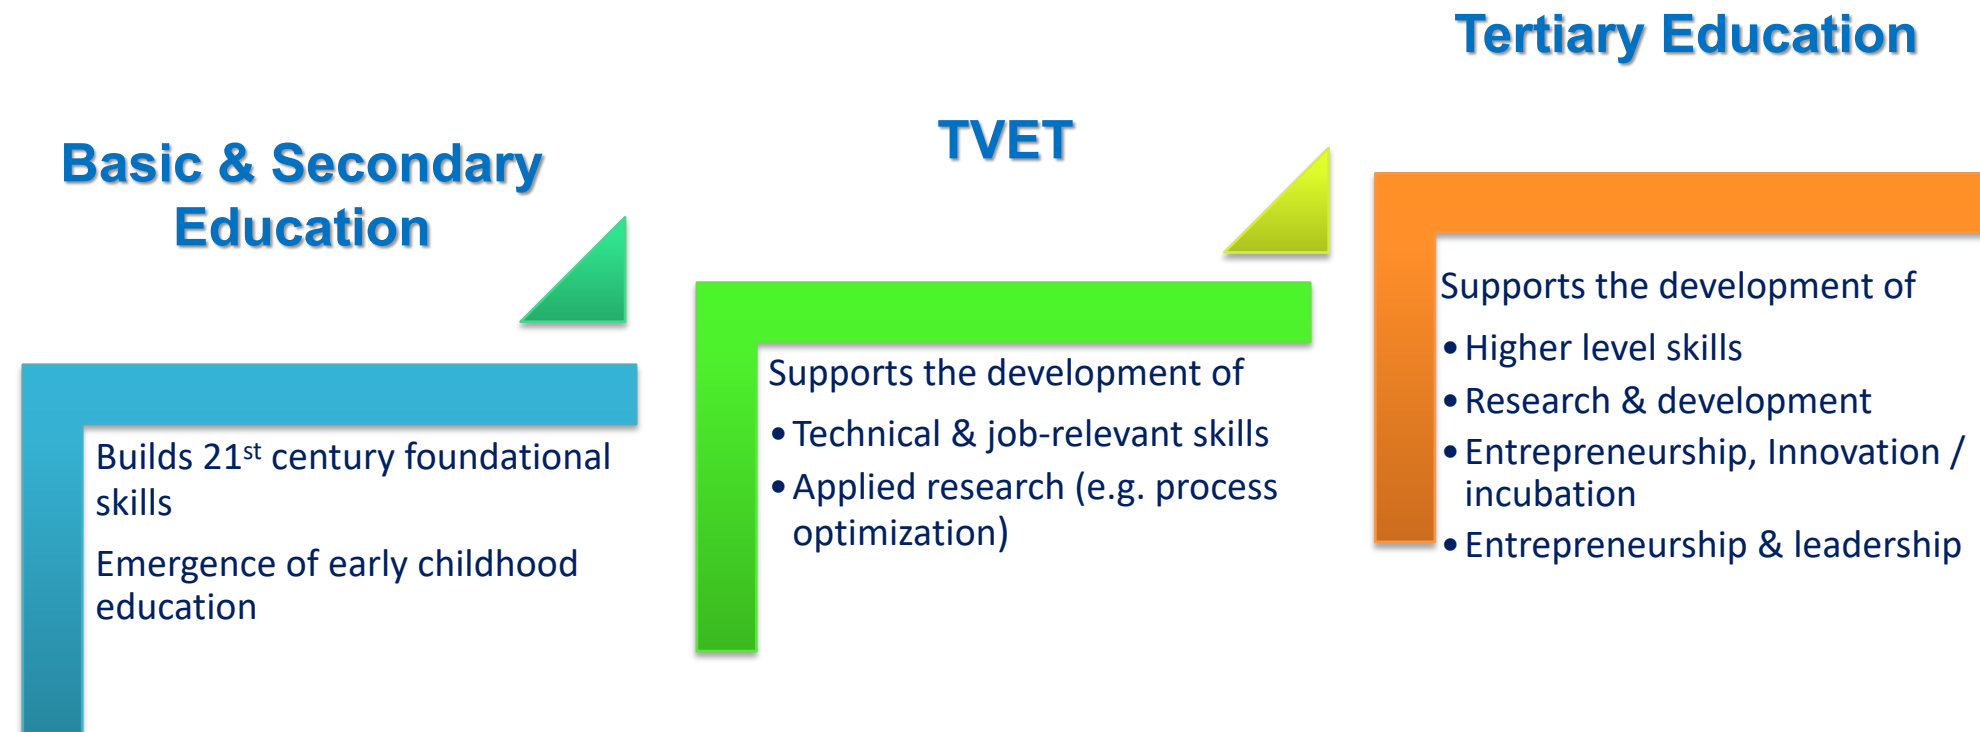 Basic & Secondary
Education
Builds 21st century foundational
skills
Emergence of early childhood
education
TVET
Supports the development of
•Technical & job-relevant skills
•Applied research (e.g. process
optimization)
Tertiary Education
Supports the development of
•Higher level skills
•Research & development
•Entrepreneurship, Innovation /
incubation
•Entrepreneurship & leadership